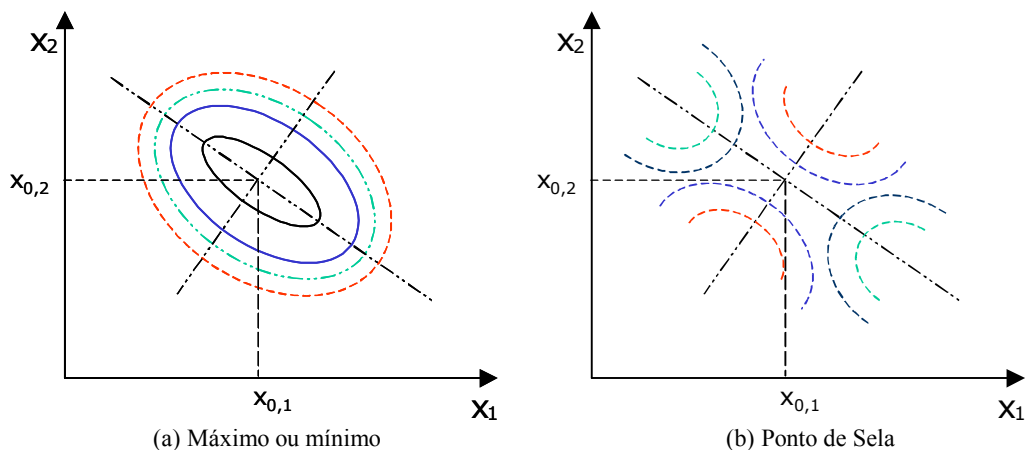 X2
X0,2
X0,1
X1
(a) Máximo ou mínimo
X2
X0,2
X0,1
X1
(b) Ponto de Sela